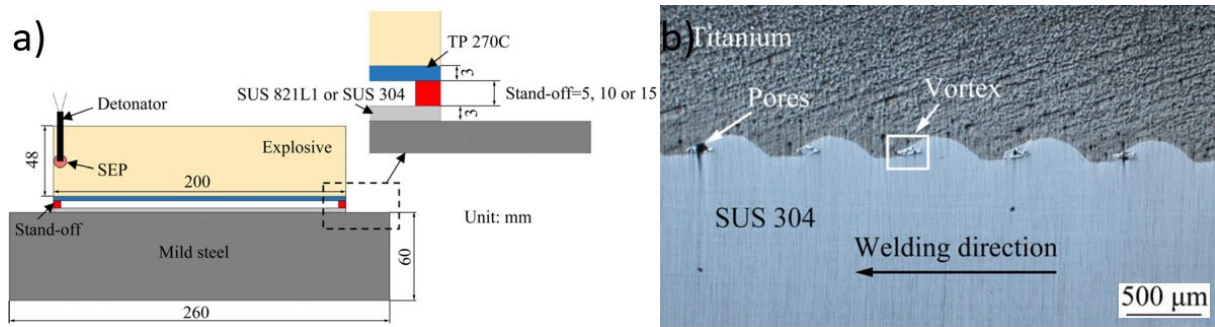 a)
TP 270C
3
SUS 821L1 or SUS 304
Stand-off=5, 10 or 15
3
Detonator
Explosive
48
SEP
200
Stand-off
Unit: mm
Mild steel
60
260
b)
Titanium
Vortex
Pores
SUS 304
Welding direction
500 μm